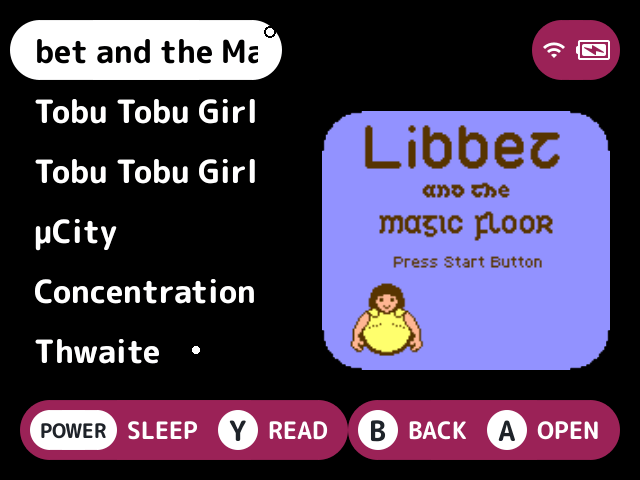 bet and the Ma
Tobu Tobu Girl
Tobu Tobu Girl
µCity
Concentration
Thwaite
Libbet
and the
magic floor
Press Start Button
POWER SLEEP Y READ B BACK A OPEN